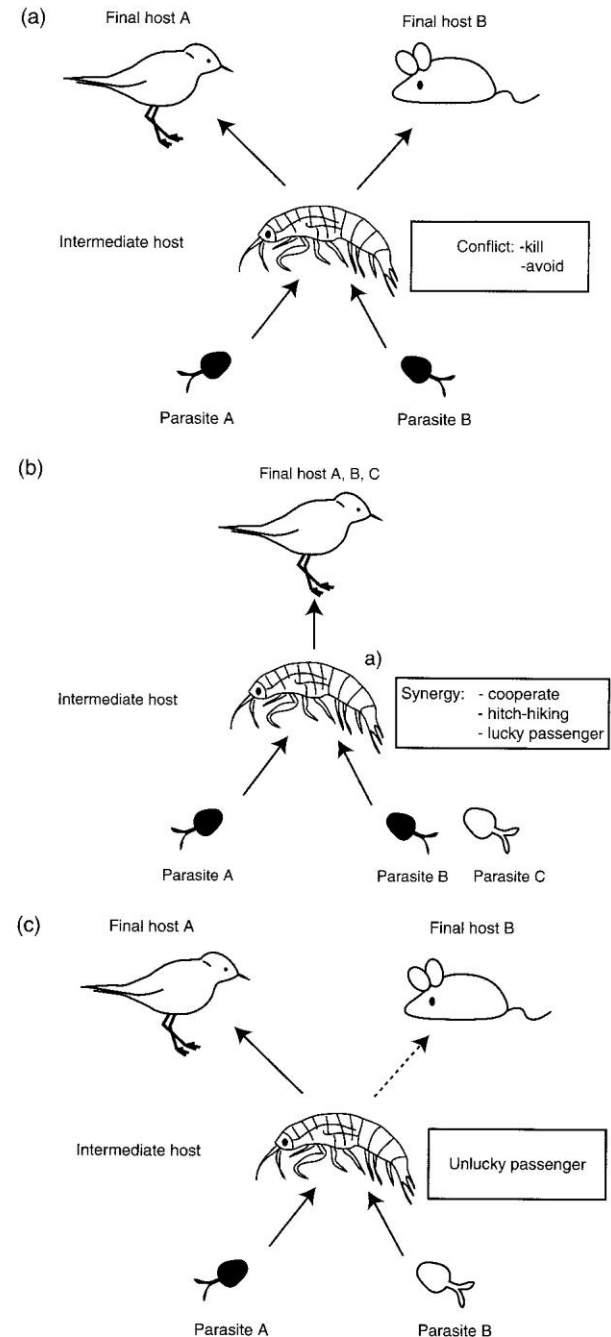 (a)
Final host A
Final host B
Intermediate host
Conflict: -kill
-avoid
Parasite A
Parasite B
(b)
Final host A, B, C
a)
Intermediate host
Synergy: - cooperate
- hitch-hiking
- lucky passenger
Parasite A
Parasite B
Parasite C
(c)
Final host A
Final host B
Intermediate host
Unlucky passenger
Parasite A
Parasite B